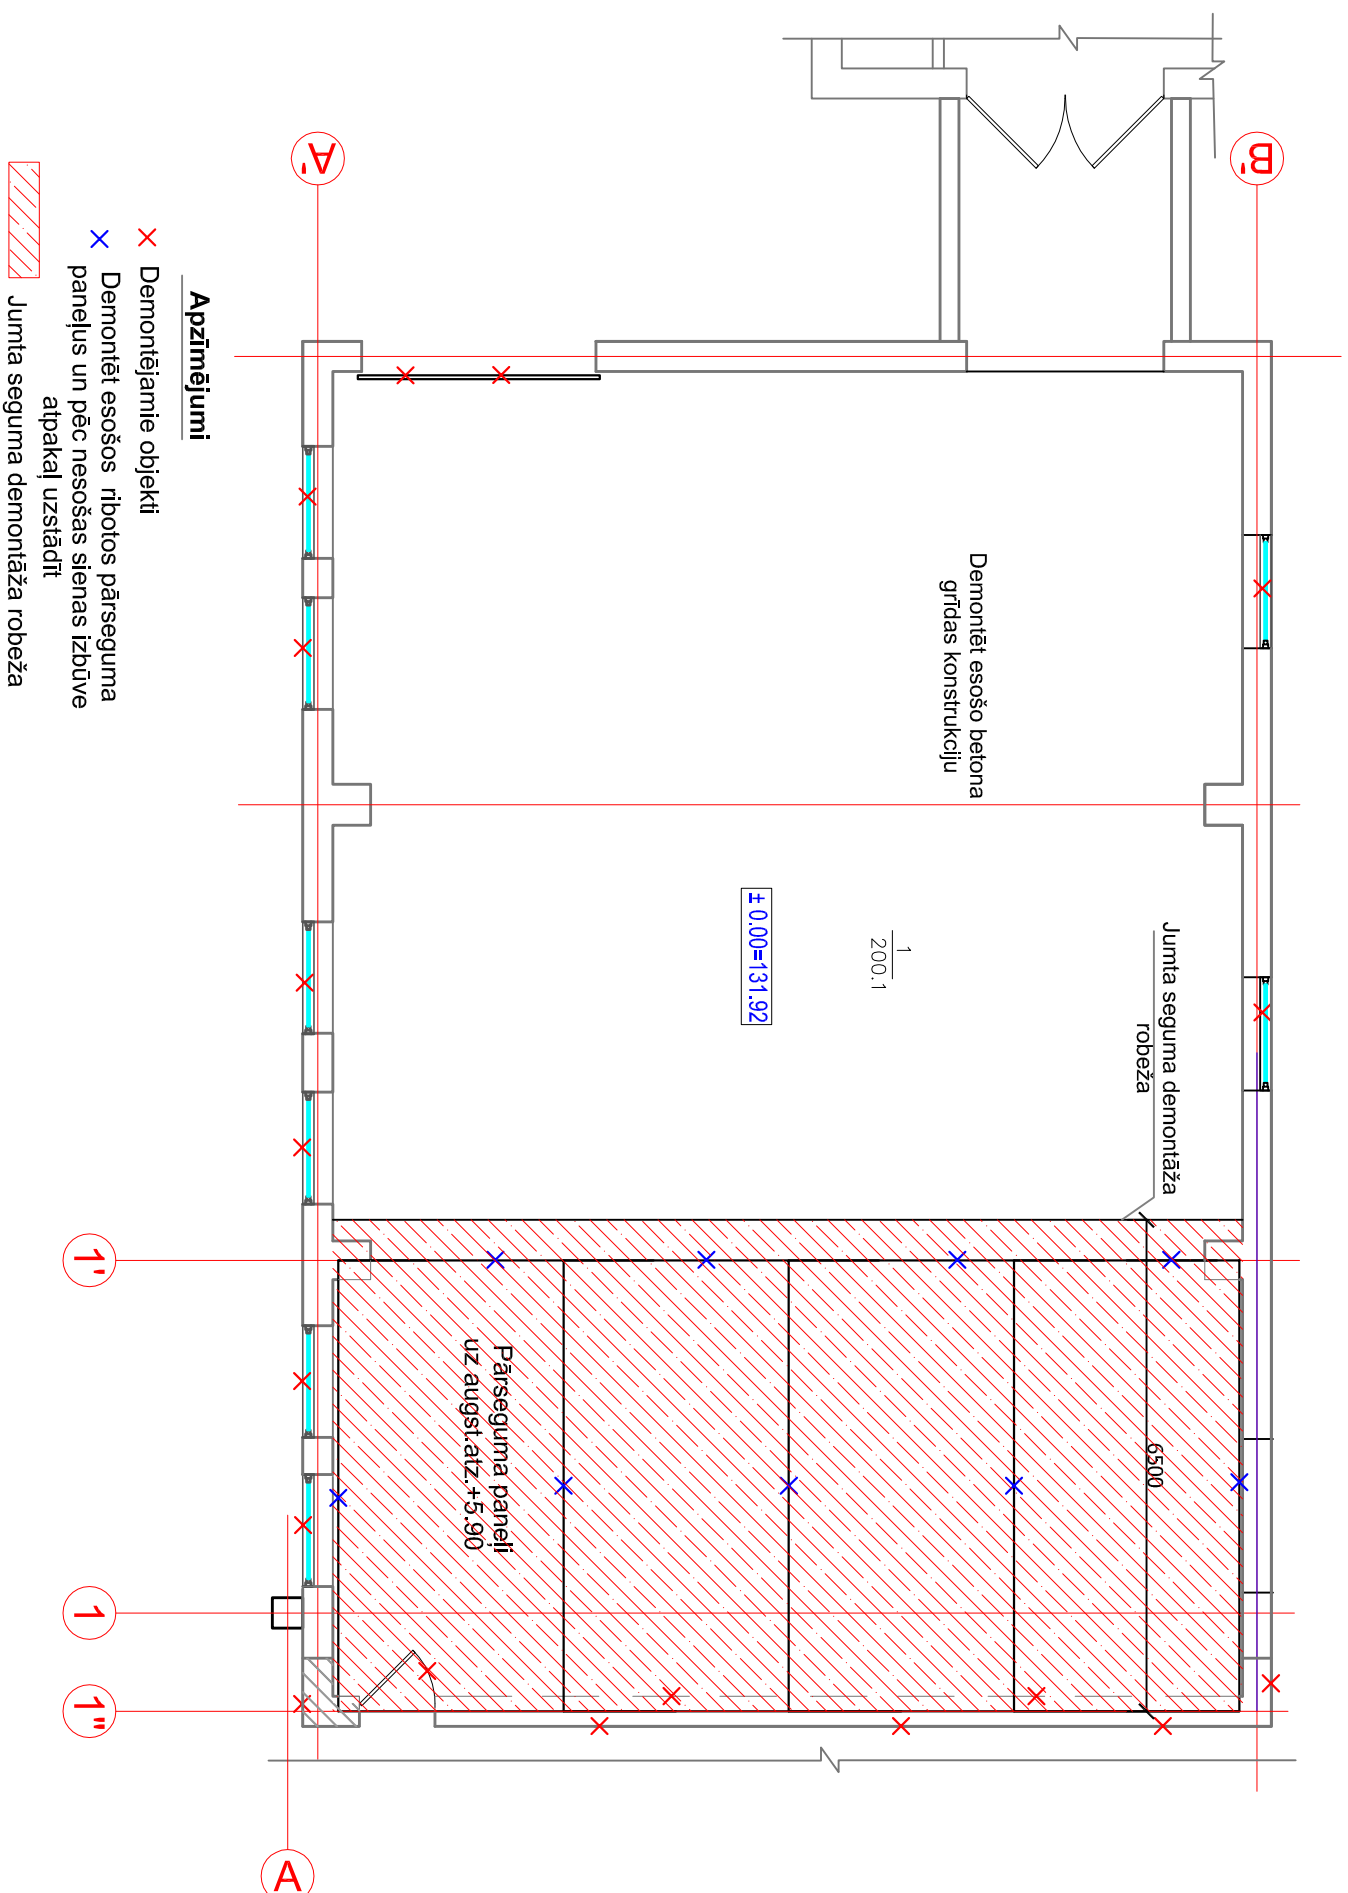 A'
B'
Demontēt esošo betona
grīdas konstrukciju
1
200.1
± 0.00=131.92
Jumta seguma demontāža
robeža
6500
Pārseguma paneļi
uz augst.atz.+5.90
1'
1
1"
A
Apzīmējumi
Demontējamie objekti
Demontēt esošos ribotos pārseguma
paneļus un pēc nesošas sienas izbūve
atpakaļ uzstādīt
Jumta seguma demontāža robeža